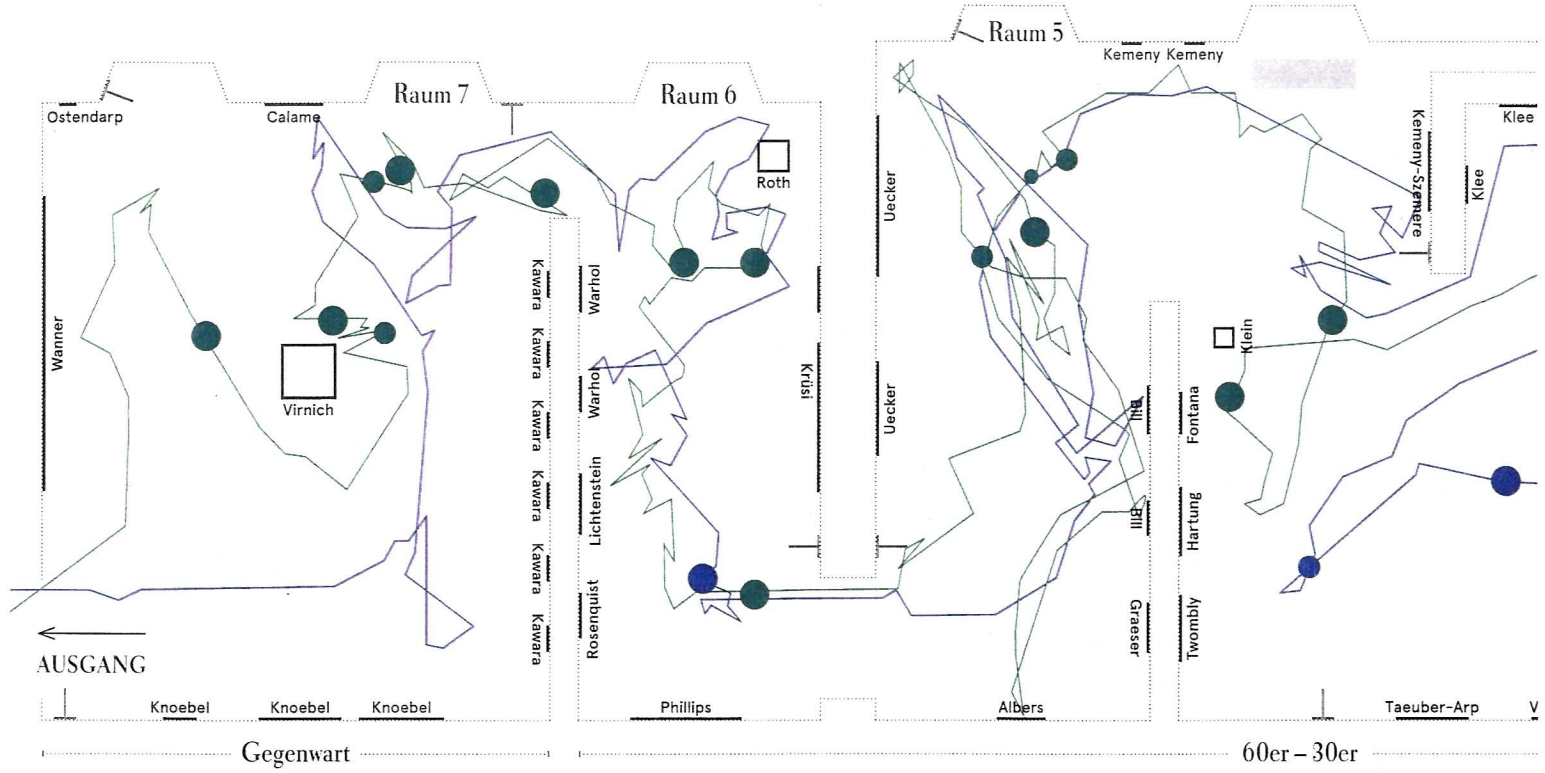 Raum 7
Raum 6
Raum 5
Ostendarp
Calame
Kemeny
Kemeny
Kemeny-Szemere
Klee
Klee
Roth
Wanner
Virnich
Kawara
Kawara
Kawara
Kawara
Kawara
Kawara
Warhol
Warhol
Lichtenstein
Rosenquist
Krüsi
Uecker
Uecker
Bill
Bill
Graeser
Klein
Fontana
Hartung
Twombly
AUSGANG
Knoebel
Knoebel
Knoebel
Phillips
Albers
Taeuber-Arp
V
Gegenwart
60er – 30er